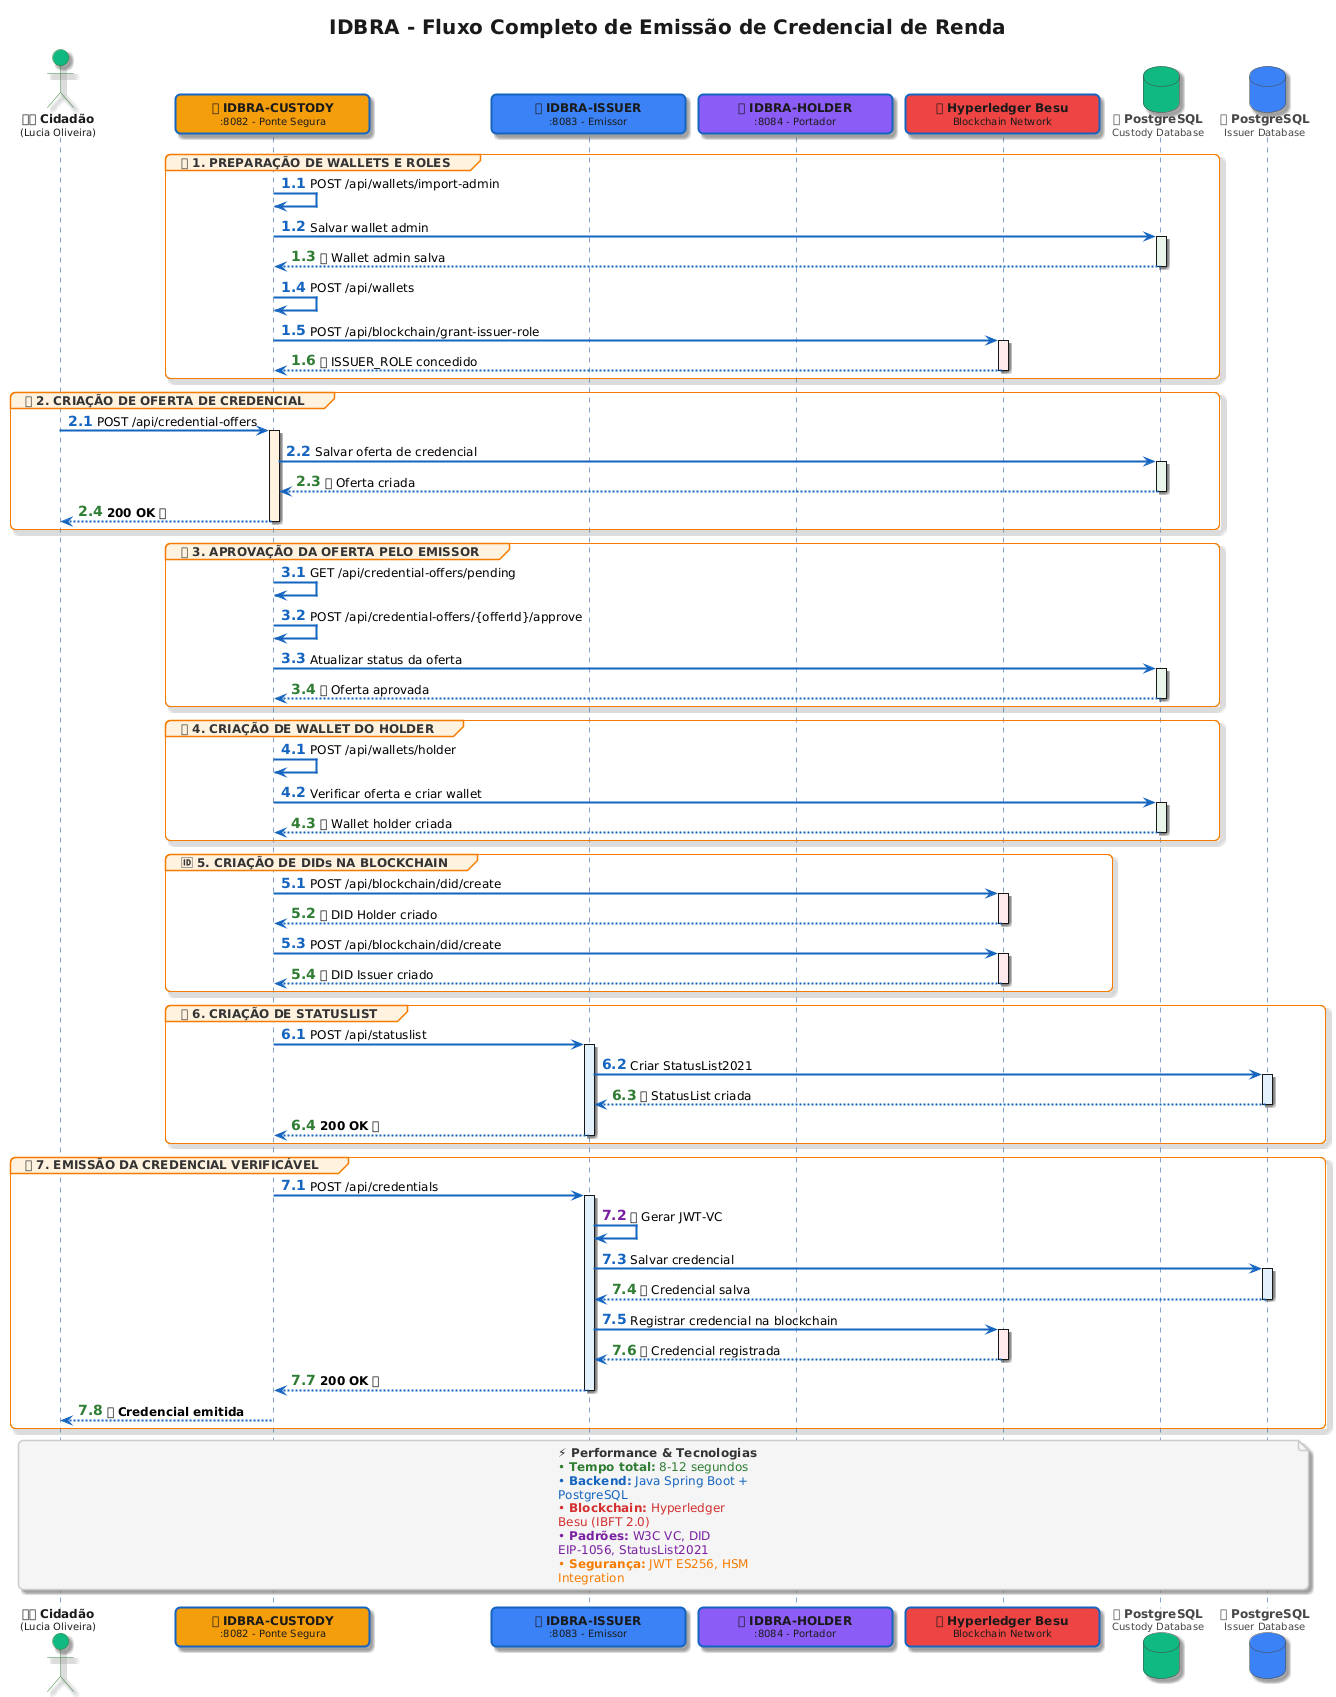 IDBRA - Fluxo Completo de Emissão de Credencial de Renda
Cidadão
(Lucia Oliveira)
IDBRA-CUSTODY
:8082 - Ponte Segura
IDBRA-ISSUER
:8083 - Emissor
IDBRA-HOLDER
:8084 - Portador
Hyperledger Besu
Blockchain Network
PostgreSQL
Custody Database
PostgreSQL
Issuer Database
1. PREPARAÇÃO DE WALLETS E ROLES
1.1 POST /api/wallets/import-admin
1.2 Salvar wallet admin
1.3 Wallet admin salva
1.4 POST /api/wallets
1.5 POST /api/blockchain/grant-issuer-role
1.6 ISSUER_ROLE concedido
2. CRIAÇÃO DE OFERTA DE CREDENCIAL
2.1 POST /api/credential-offers
2.2 Salvar oferta de credencial
2.3 Oferta criada
2.4 200 OK
3. APROVAÇÃO DA OFERTA PELO EMISSOR
3.1 GET /api/credential-offers/pending
3.2 POST /api/credential-offers/{offerId}/approve
3.3 Atualizar status da oferta
3.4 Oferta aprovada
4. CRIAÇÃO DE WALLET DO HOLDER
4.1 POST /api/wallets/holder
4.2 Verificar oferta e criar wallet
4.3 Wallet holder criada
🆔 5. CRIAÇÃO DE DIDs NA BLOCKCHAIN
5.1 POST /api/blockchain/did/create
5.2 DID Holder criado
5.3 POST /api/blockchain/did/create
5.4 DID Issuer criado
6. CRIAÇÃO DE STATUSLIST
6.1 POST /api/statuslist
6.2 Criar StatusList2021
6.3 StatusList criada
6.4 200 OK
7. EMISSÃO DA CREDENCIAL VERIFICÁVEL
7.1 POST /api/credentials
7.2 Gerar JWT-VC
7.3 Salvar credencial
7.4 Credencial salva
7.5 Registrar credencial na blockchain
7.6 Credencial registrada
7.7 200 OK
7.8 Credencial emitida
⚡ Performance & Tecnologias
• Tempo total: 8-12 segundos
• Backend: Java Spring Boot +
PostgreSQL
• Blockchain: Hyperledger
Besu (IBFT 2.0)
• Padrões: W3C VC, DID
EIP-1056, StatusList2021
• Segurança: JWT ES256, HSM
Integration
Cidadão
(Lucia Oliveira)
IDBRA-CUSTODY
:8082 - Ponte Segura
IDBRA-ISSUER
:8083 - Emissor
IDBRA-HOLDER
:8084 - Portador
Hyperledger Besu
Blockchain Network
PostgreSQL
Custody Database
PostgreSQL
Issuer Database